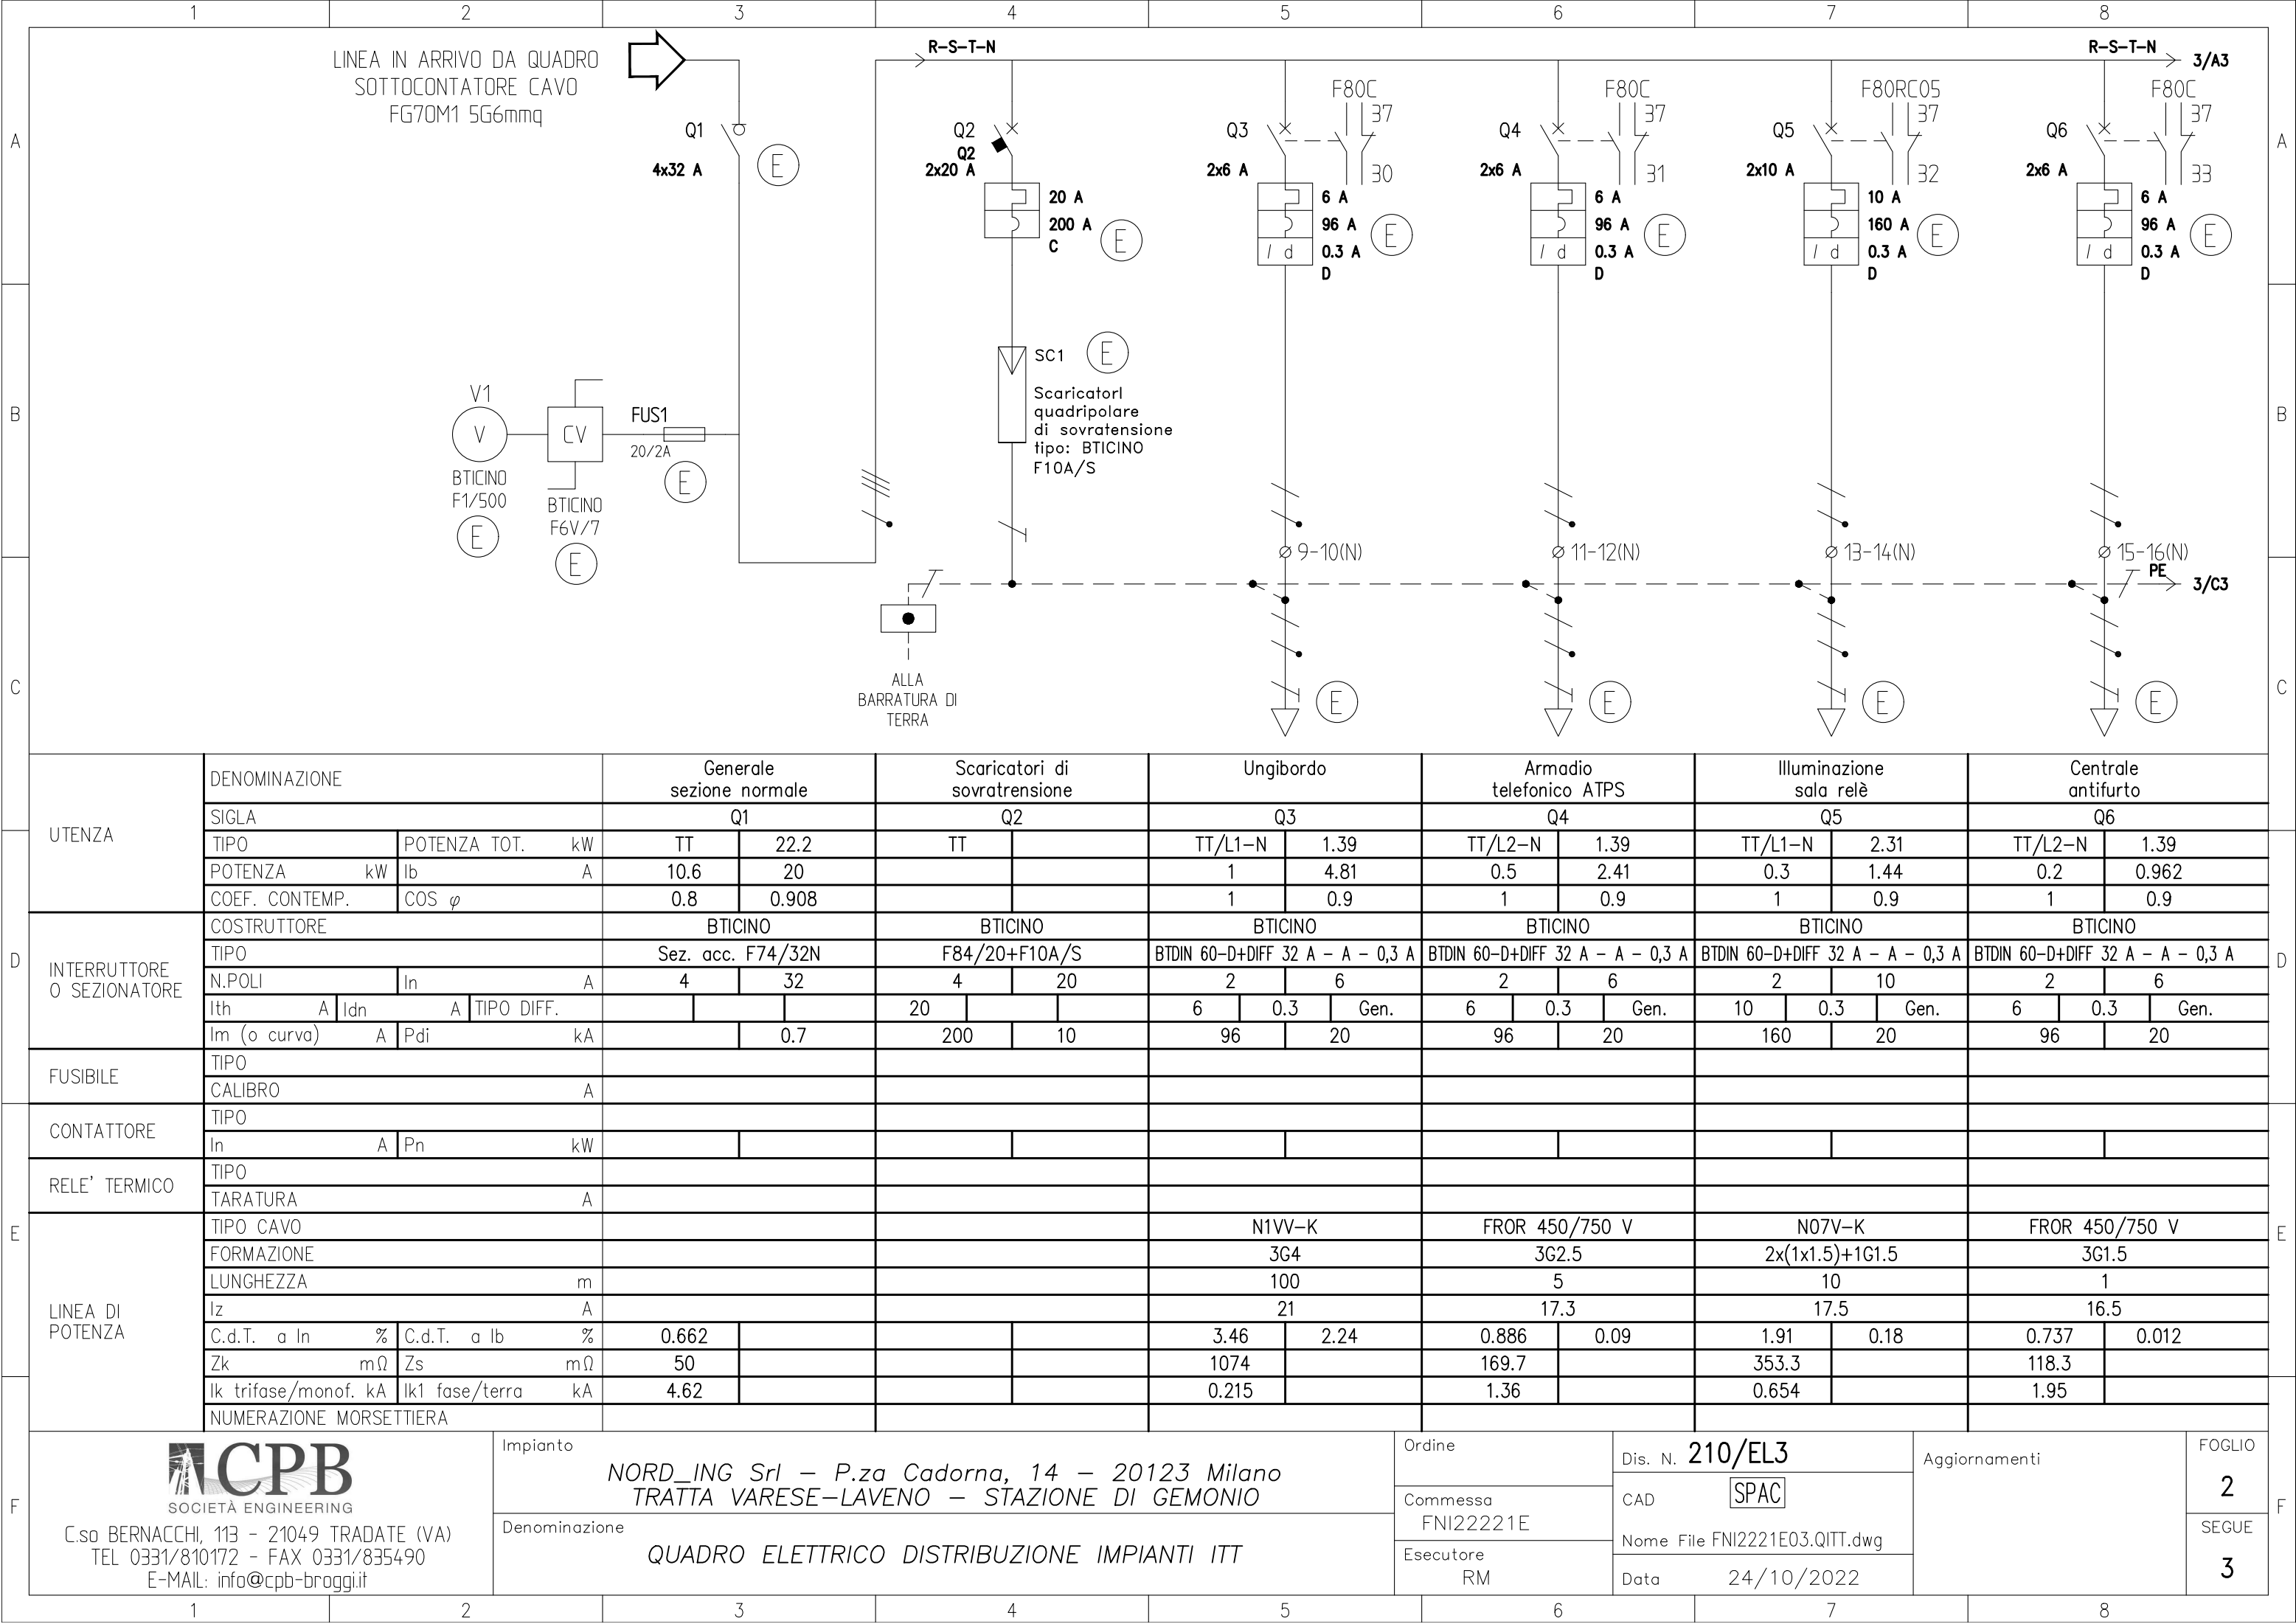 1 2 3 4 5 6 7 8
A A
B B
C C
D D
E E
F F
LINEA IN ARRIVO DA QUADRO
SOTTOCONTATORE CAVO
FG7OM1 5G6mmq
Q1
4x32 A
E
R-S-T-N
R-S-T-N
3/A3
Q2
Q2
2x20 A
20 A
200 A
C
E
SC1
E
Scaricatorl
quadripolare
di sovratensione
tipo: BTICINO
F10A/S
V1
V
BTICINO
F1/500
E
CV
BTICINO
F6V/7
E
FUS1
20/2A
E
F80C
37
Q3
2x6 A
30
6 A
96 A
I d
0.3 A
D
E
9-10(N)
E
F80C
37
Q4
2x6 A
31
6 A
96 A
I d
0.3 A
D
E
11-12(N)
E
F80RC05
37
Q5
2x10 A
32
10 A
160 A
I d
0.3 A
D
E
13-14(N)
E
F80C
37
Q6
2x6 A
33
6 A
96 A
I d
0.3 A
D
E
15-16(N)
PE
3/C3
E
ALLA
BARRATURA DI
TERRA
UTENZA
DENOMINAZIONE Generale sezione normale Scaricatori di sovratrensione Ungibordo Armadio telefonico ATPS Illuminazione sala relè Centrale antifurto
SIGLA Q1 Q2 Q3 Q4 Q5 Q6
TIPO POTENZA TOT. kW TT 22.2 TT TT/L1-N 1.39 TT/L2-N 1.39 TT/L1-N 2.31 TT/L2-N 1.39
POTENZA kW Ib A 10.6 20 1 4.81 0.5 2.41 0.3 1.44 0.2 0.962
COEF. CONTEMP. COS φ 0.8 0.908 1 0.9 1 0.9 1 0.9 1 0.9
INTERRUTTORE
O SEZIONATORE
COSTRUTTORE BTICINO BTICINO BTICINO BTICINO BTICINO BTICINO
TIPO Sez. acc. F74/32N F84/20+F10A/S BTDIN 60-D+DIFF 32 A - A - 0,3 A BTDIN 60-D+DIFF 32 A - A - 0,3 A BTDIN 60-D+DIFF 32 A - A - 0,3 A BTDIN 60-D+DIFF 32 A - A - 0,3 A
N.POLI In A 4 32 4 20 2 6 2 6 2 10 2 6
Ith A Idn A TIPO DIFF. 20 6 0.3 Gen. 6 0.3 Gen. 10 0.3 Gen. 6 0.3 Gen.
Im (o curva) A Pdi kA 0.7 200 10 96 20 96 20 160 20 96 20
FUSIBILE
TIPO
CALIBRO A
CONTATTORE
TIPO
In A Pn kW
RELE' TERMICO
TIPO
TARATURA A
LINEA DI
POTENZA
TIPO CAVO N1VV-K FROR 450/750 V N07V-K FROR 450/750 V
FORMAZIONE 3G4 3G2.5 2x(1x1.5)+1G1.5 3G1.5
LUNGHEZZA m 100 5 10 1
Iz A 21 17.3 17.5 16.5
C.d.T. a In % C.d.T. a Ib % 0.662 3.46 2.24 0.886 0.09 1.91 0.18 0.737 0.012
Zk mΩ Zs mΩ 50 1074 169.7 353.3 118.3
Ik trifase/monof. kA Ik1 fase/terra kA 4.62 0.215 1.36 0.654 1.95
NUMERAZIONE MORSETTIERA
CPB
SOCIETÀ ENGINEERING
C.so BERNACCHI, 113 - 21049 TRADATE (VA)
TEL 0331/810172 - FAX 0331/835490
E-MAIL: info@cpb-broggi.it
Impianto
NORD_ING Srl - P.za Cadorna, 14 - 20123 Milano
TRATTA VARESE-LAVENO - STAZIONE DI GEMONIO
Denominazione
QUADRO ELETTRICO DISTRIBUZIONE IMPIANTI ITT
Ordine
Commessa
FNI22221E
Esecutore
RM
Dis. N. 210/EL3
CAD SPAC
Nome File FNI2221E03.QITT.dwg
Data 24/10/2022
Aggiornamenti
FOGLIO
2
SEGUE
3
1 2 3 4 5 6 7 8